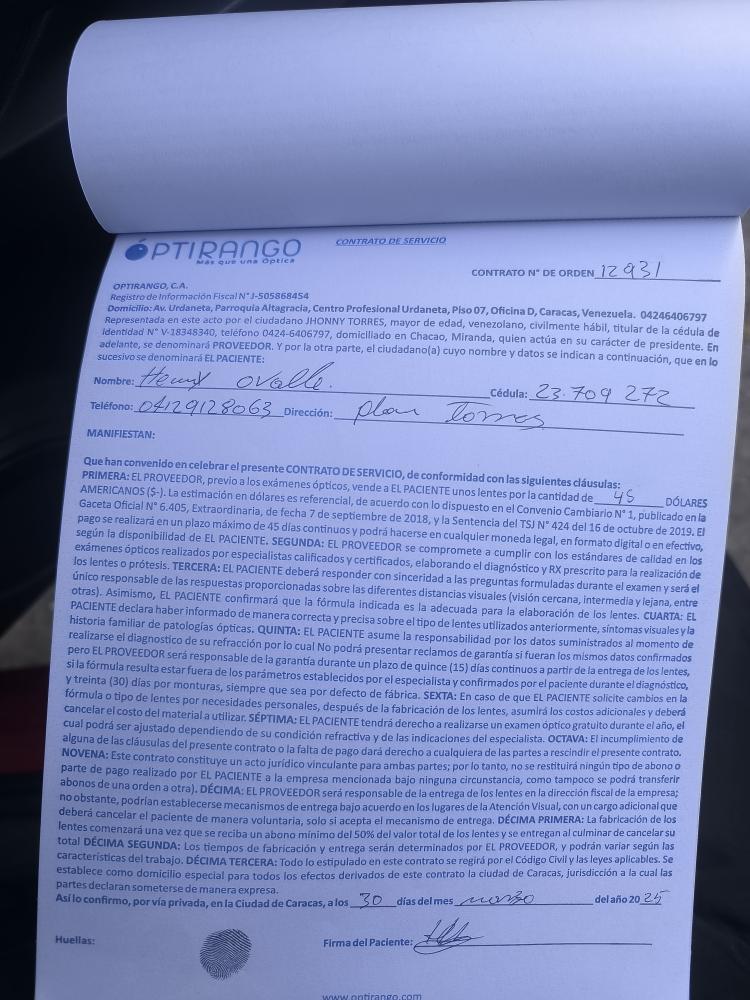 ÓPTIRANGO
Más que una Óptica
CONTRATO DE SERVICIO
CONTRATO N° DE ORDEN 12931
OPTIRANGO, C.A.
Registro de Información Fiscal N° J-505868454
Domicilio: Av. Urdaneta, Parroquia Altagracia, Centro Profesional Urdaneta, Piso 07, Oficina D, Caracas, Venezuela. 04246406797
Representada en este acto por el ciudadano JHONNY TORRES, mayor de edad, venezolano, civilmente hábil, titular de la cédula de
identidad N° V-18348340, teléfono 0424-6406797, domiciliado en Chacao, Miranda, quien actúa en su carácter de presidente. En
adelante, se denominará PROVEEDOR. Y por la otra parte, el ciudadano(a) cuyo nombre y datos se indican a continuación, que en lo
sucesivo se denominará EL PACIENTE:
Nombre: Henry Ovalle. Cédula: 23.709 272
Teléfono: 04129128063 Dirección: plan Torres
MANIFIESTAN:
Que han convenido en celebrar el presente CONTRATO DE SERVICIO, de conformidad con las siguientes cláusulas:
PRIMERA: EL PROVEEDOR, previo a los exámenes ópticos, vende a EL PACIENTE unos lentes por la cantidad de 45 DÓLARES
AMERICANOS ($-). La estimación en dólares es referencial, de acuerdo con lo dispuesto en el Convenio Cambiario N° 1, publicado en la
Gaceta Oficial N° 6.405, Extraordinaria, de fecha 7 de septiembre de 2018, y la Sentencia del TSJ N° 424 del 16 de octubre de 2019. El
pago se realizará en un plazo máximo de 45 días continuos y podrá hacerse en cualquier moneda legal, en formato digital o en efectivo,
según la disponibilidad de EL PACIENTE. SEGUNDA: EL PROVEEDOR se compromete a cumplir con los estándares de calidad en los
exámenes ópticos realizados por especialistas calificados y certificados, elaborando el diagnóstico y RX prescrito para la realización de
los lentes o prótesis. TERCERA: EL PACIENTE deberá responder con sinceridad a las preguntas formuladas durante el examen y será el
único responsable de las respuestas proporcionadas sobre las diferentes distancias visuales (visión cercana, intermedia y lejana, entre
otras). Asimismo, EL PACIENTE confirmará que la fórmula indicada es la adecuada para la elaboración de los lentes. CUARTA: EL
PACIENTE declara haber informado de manera correcta y precisa sobre el tipo de lentes utilizados anteriormente, síntomas visuales y la
historia familiar de patologías ópticas. QUINTA: EL PACIENTE asume la responsabilidad por los datos suministrados al momento de
realizarse el diagnostico de su refracción por lo cual No podrá presentar reclamos de garantía si fueran los mismos datos confirmados
pero EL PROVEEDOR será responsable de la garantía durante un plazo de quince (15) días continuos a partir de la entrega de los lentes,
si la fórmula resulta estar fuera de los parámetros establecidos por el especialista y confirmados por el paciente durante el diagnóstico,
y treinta (30) días por monturas, siempre que sea por defecto de fábrica. SEXTA: En caso de que EL PACIENTE solicite cambios en la
fórmula o tipo de lentes por necesidades personales, después de la fabricación de los lentes, asumirá los costos adicionales y deberá
cancelar el costo del material a utilizar. SÉPTIMA: EL PACIENTE tendrá derecho a realizarse un examen óptico gratuito durante el año, el
cual podrá ser ajustado dependiendo de su condición refractiva y de las indicaciones del especialista. OCTAVA: El incumplimiento de
alguna de las cláusulas del presente contrato o la falta de pago dará derecho a cualquiera de las partes a rescindir el presente contrato.
NOVENA: Este contrato constituye un acto jurídico vinculante para ambas partes; por lo tanto, no se restituirá ningún tipo de abono o
parte de pago realizado por EL PACIENTE a la empresa mencionada bajo ninguna circunstancia, como tampoco se podrá transferir
abonos de una orden a otra). DÉCIMA: EL PROVEEDOR será responsable de la entrega de los lentes en la dirección fiscal de la empresa;
no obstante, podrían establecerse mecanismos de entrega bajo acuerdo en los lugares de la Atención Visual, con un cargo adicional que
deberá cancelar el paciente de manera voluntaria, solo si acepta el mecanismo de entrega. DÉCIMA PRIMERA: La fabricación de los
lentes comenzará una vez que se reciba un abono mínimo del 50% del valor total de los lentes y se entregan al culminar de cancelar su
total DÉCIMA SEGUNDA: Los tiempos de fabricación y entrega serán determinados por EL PROVEEDOR, y podrán variar según las
características del trabajo. DÉCIMA TERCERA: Todo lo estipulado en este contrato se regirá por el Código Civil y las leyes aplicables. Se
establece como domicilio especial para todos los efectos derivados de este contrato la ciudad de Caracas, jurisdicción a la cual las
partes declaran someterse de manera expresa.
Así lo confirmo, por vía privada, en la Ciudad de Caracas, a los 30 días del mes marzo del año 20 25
Huellas:
Firma del Paciente:
www.optirango.com